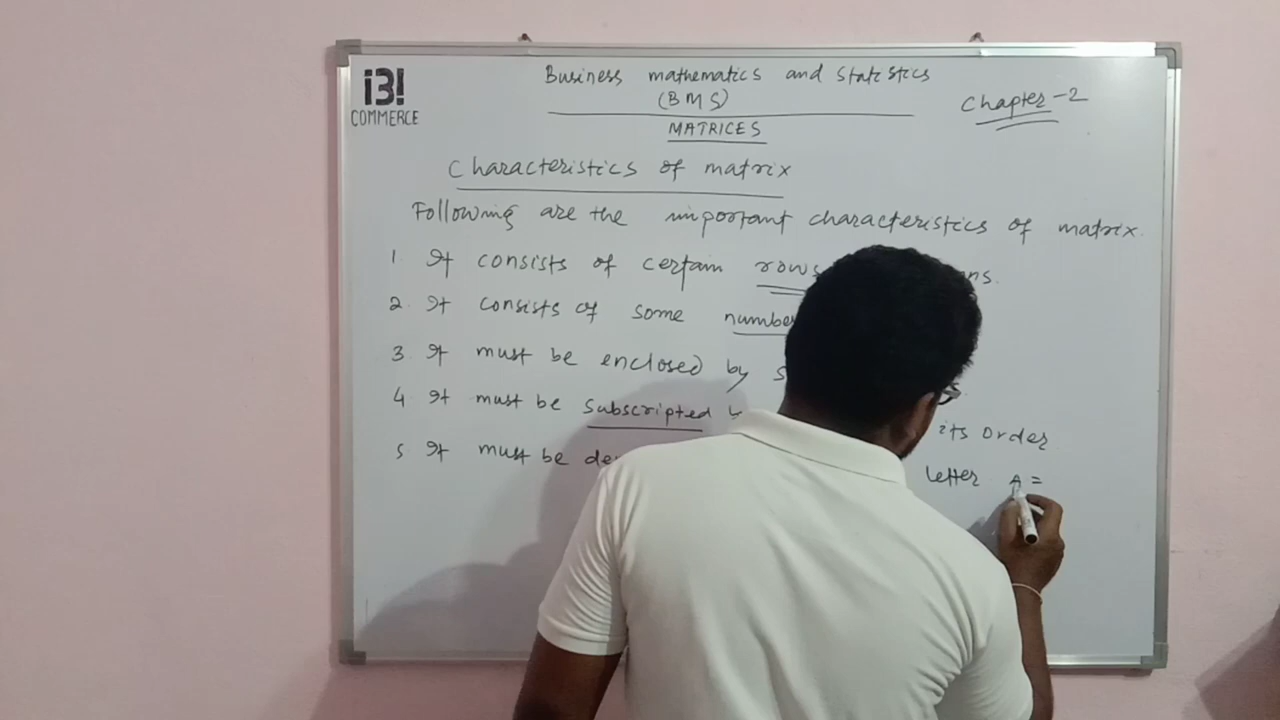 i3!
COMMERCE
Business mathematics and statistics
(BMS)
Chapter-2
MATRICES
Characteristics of matrix
Following are the important characteristics of matrix.
1. It consists of certain rows
2. It consists of some number
3. It must be enclosed by
4. It must be subscripted its order
5. It must be letter A =